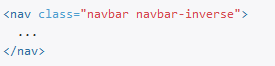 <nav class="navbar navbar-inverse">
  ...
</nav>